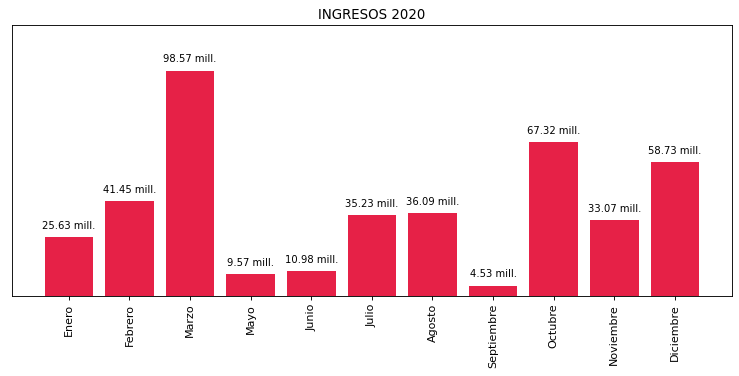 INGRESOS 2020
25.63 mill.
41.45 mill.
98.57 mill.
9.57 mill.
10.98 mill.
35.23 mill.
36.09 mill.
4.53 mill.
67.32 mill.
33.07 mill.
58.73 mill.
Enero
Febrero
Marzo
Mayo
Junio
Julio
Agosto
Septiembre
Octubre
Noviembre
Diciembre